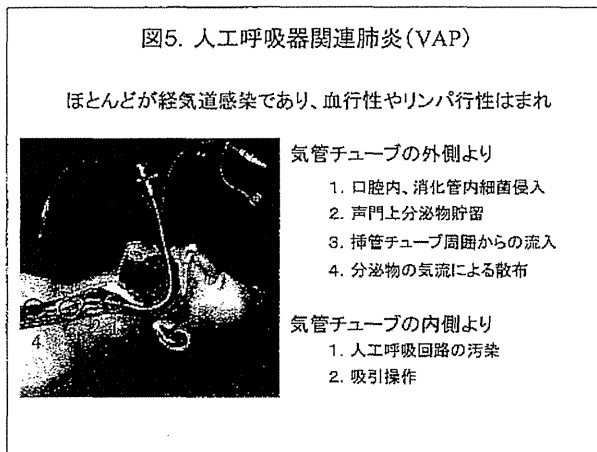 図5. 人工呼吸器関連肺炎(VAP)
ほとんどが経気道感染であり、血行性やリンパ行性はまれ
気管チューブの外側より
1. 口腔内、消化管内細菌侵入
2. 声門上分泌物貯留
3. 挿管チューブ周囲からの流入
4. 分泌物の気流による散布
気管チューブの内側より
1. 人工呼吸回路の汚染
2. 吸引操作
4
2
1